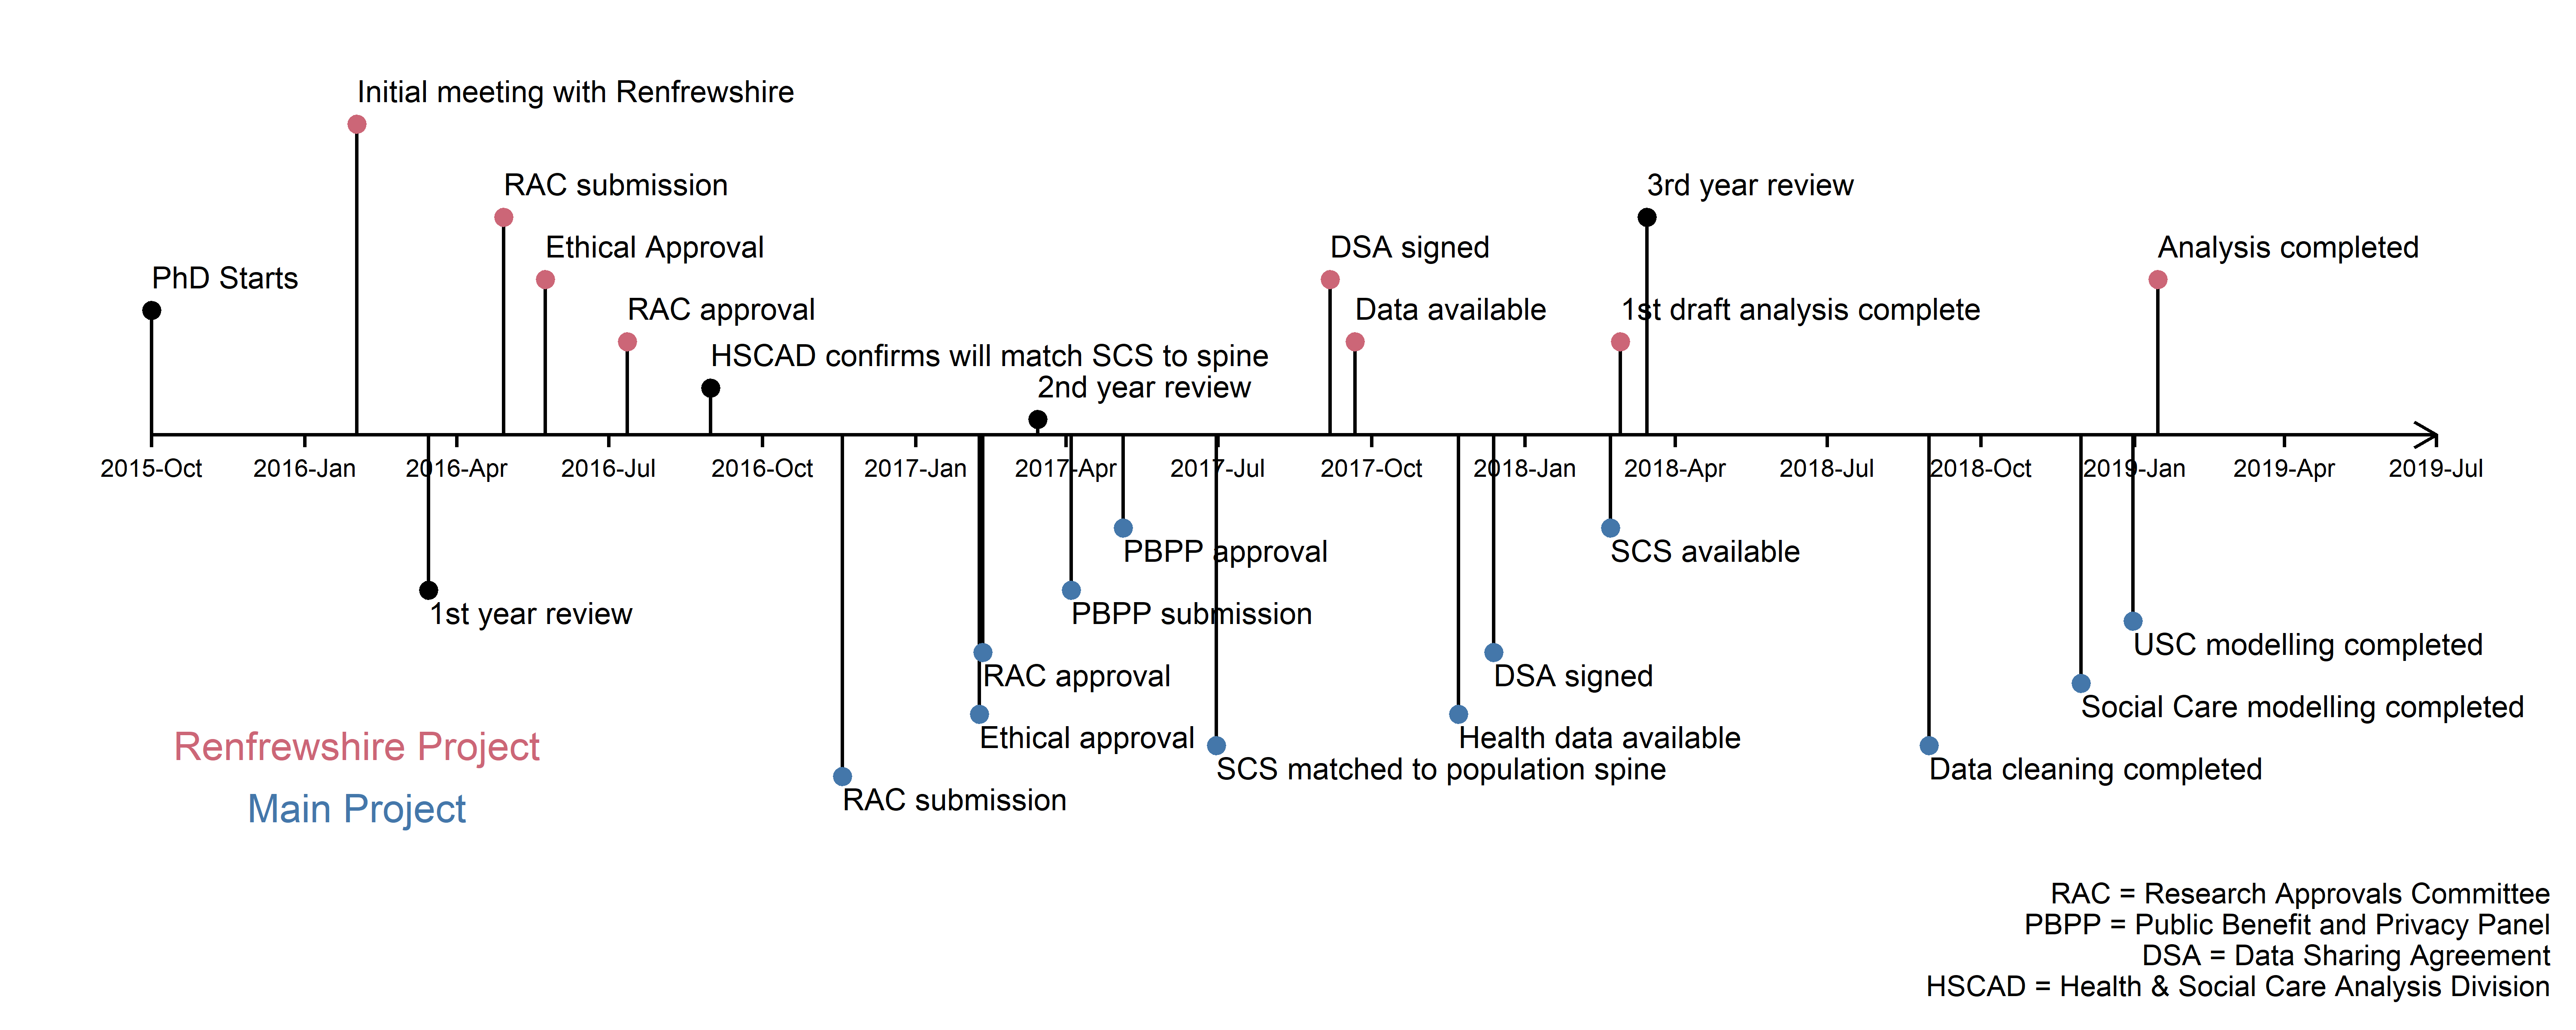 Initial meeting with Renfrewshire
RAC submission
3rd year review
Ethical Approval
DSA signed
Analysis completed
PhD Starts
RAC approval
Data available
1st draft analysis complete
HSCAD confirms will match SCS to spine
2nd year review
2015-Oct
2016-Jan
2016-Apr
2016-Jul
2016-Oct
2017-Jan
2017-Apr
2017-Jul
2017-Oct
2018-Jan
2018-Apr
2018-Jul
2018-Oct
2019-Jan
2019-Apr
2019-Jul
PBPP approval
SCS available
1st year review
PBPP submission
USC modelling completed
RAC approval
DSA signed
Social Care modelling completed
Ethical approval
Health data available
SCS matched to population spine
Data cleaning completed
RAC submission
Renfrewshire Project
Main Project
RAC = Research Approvals Committee
PBPP = Public Benefit and Privacy Panel
DSA = Data Sharing Agreement
HSCAD = Health & Social Care Analysis Division